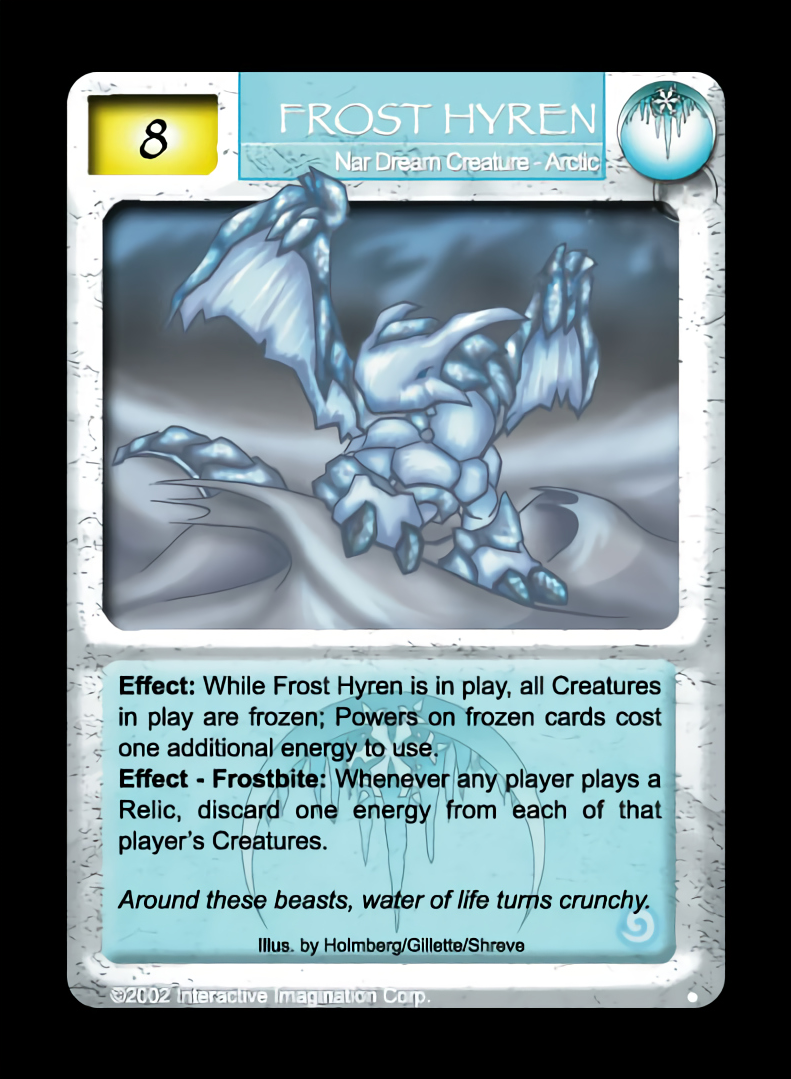 8
FROST HYREN
Nar Dream Creature - Arctic
Effect: While Frost Hyren is in play, all Creatures
in play are frozen; Powers on frozen cards cost
one additional energy to use.
Effect - Frostbite: Whenever any player plays a
Relic, discard one energy from each of that
player's Creatures.
Around these beasts, water of life turns crunchy.
Illus. by Holmberg/Gillette/Shreve
©2002 Interactive Imagination Corp.